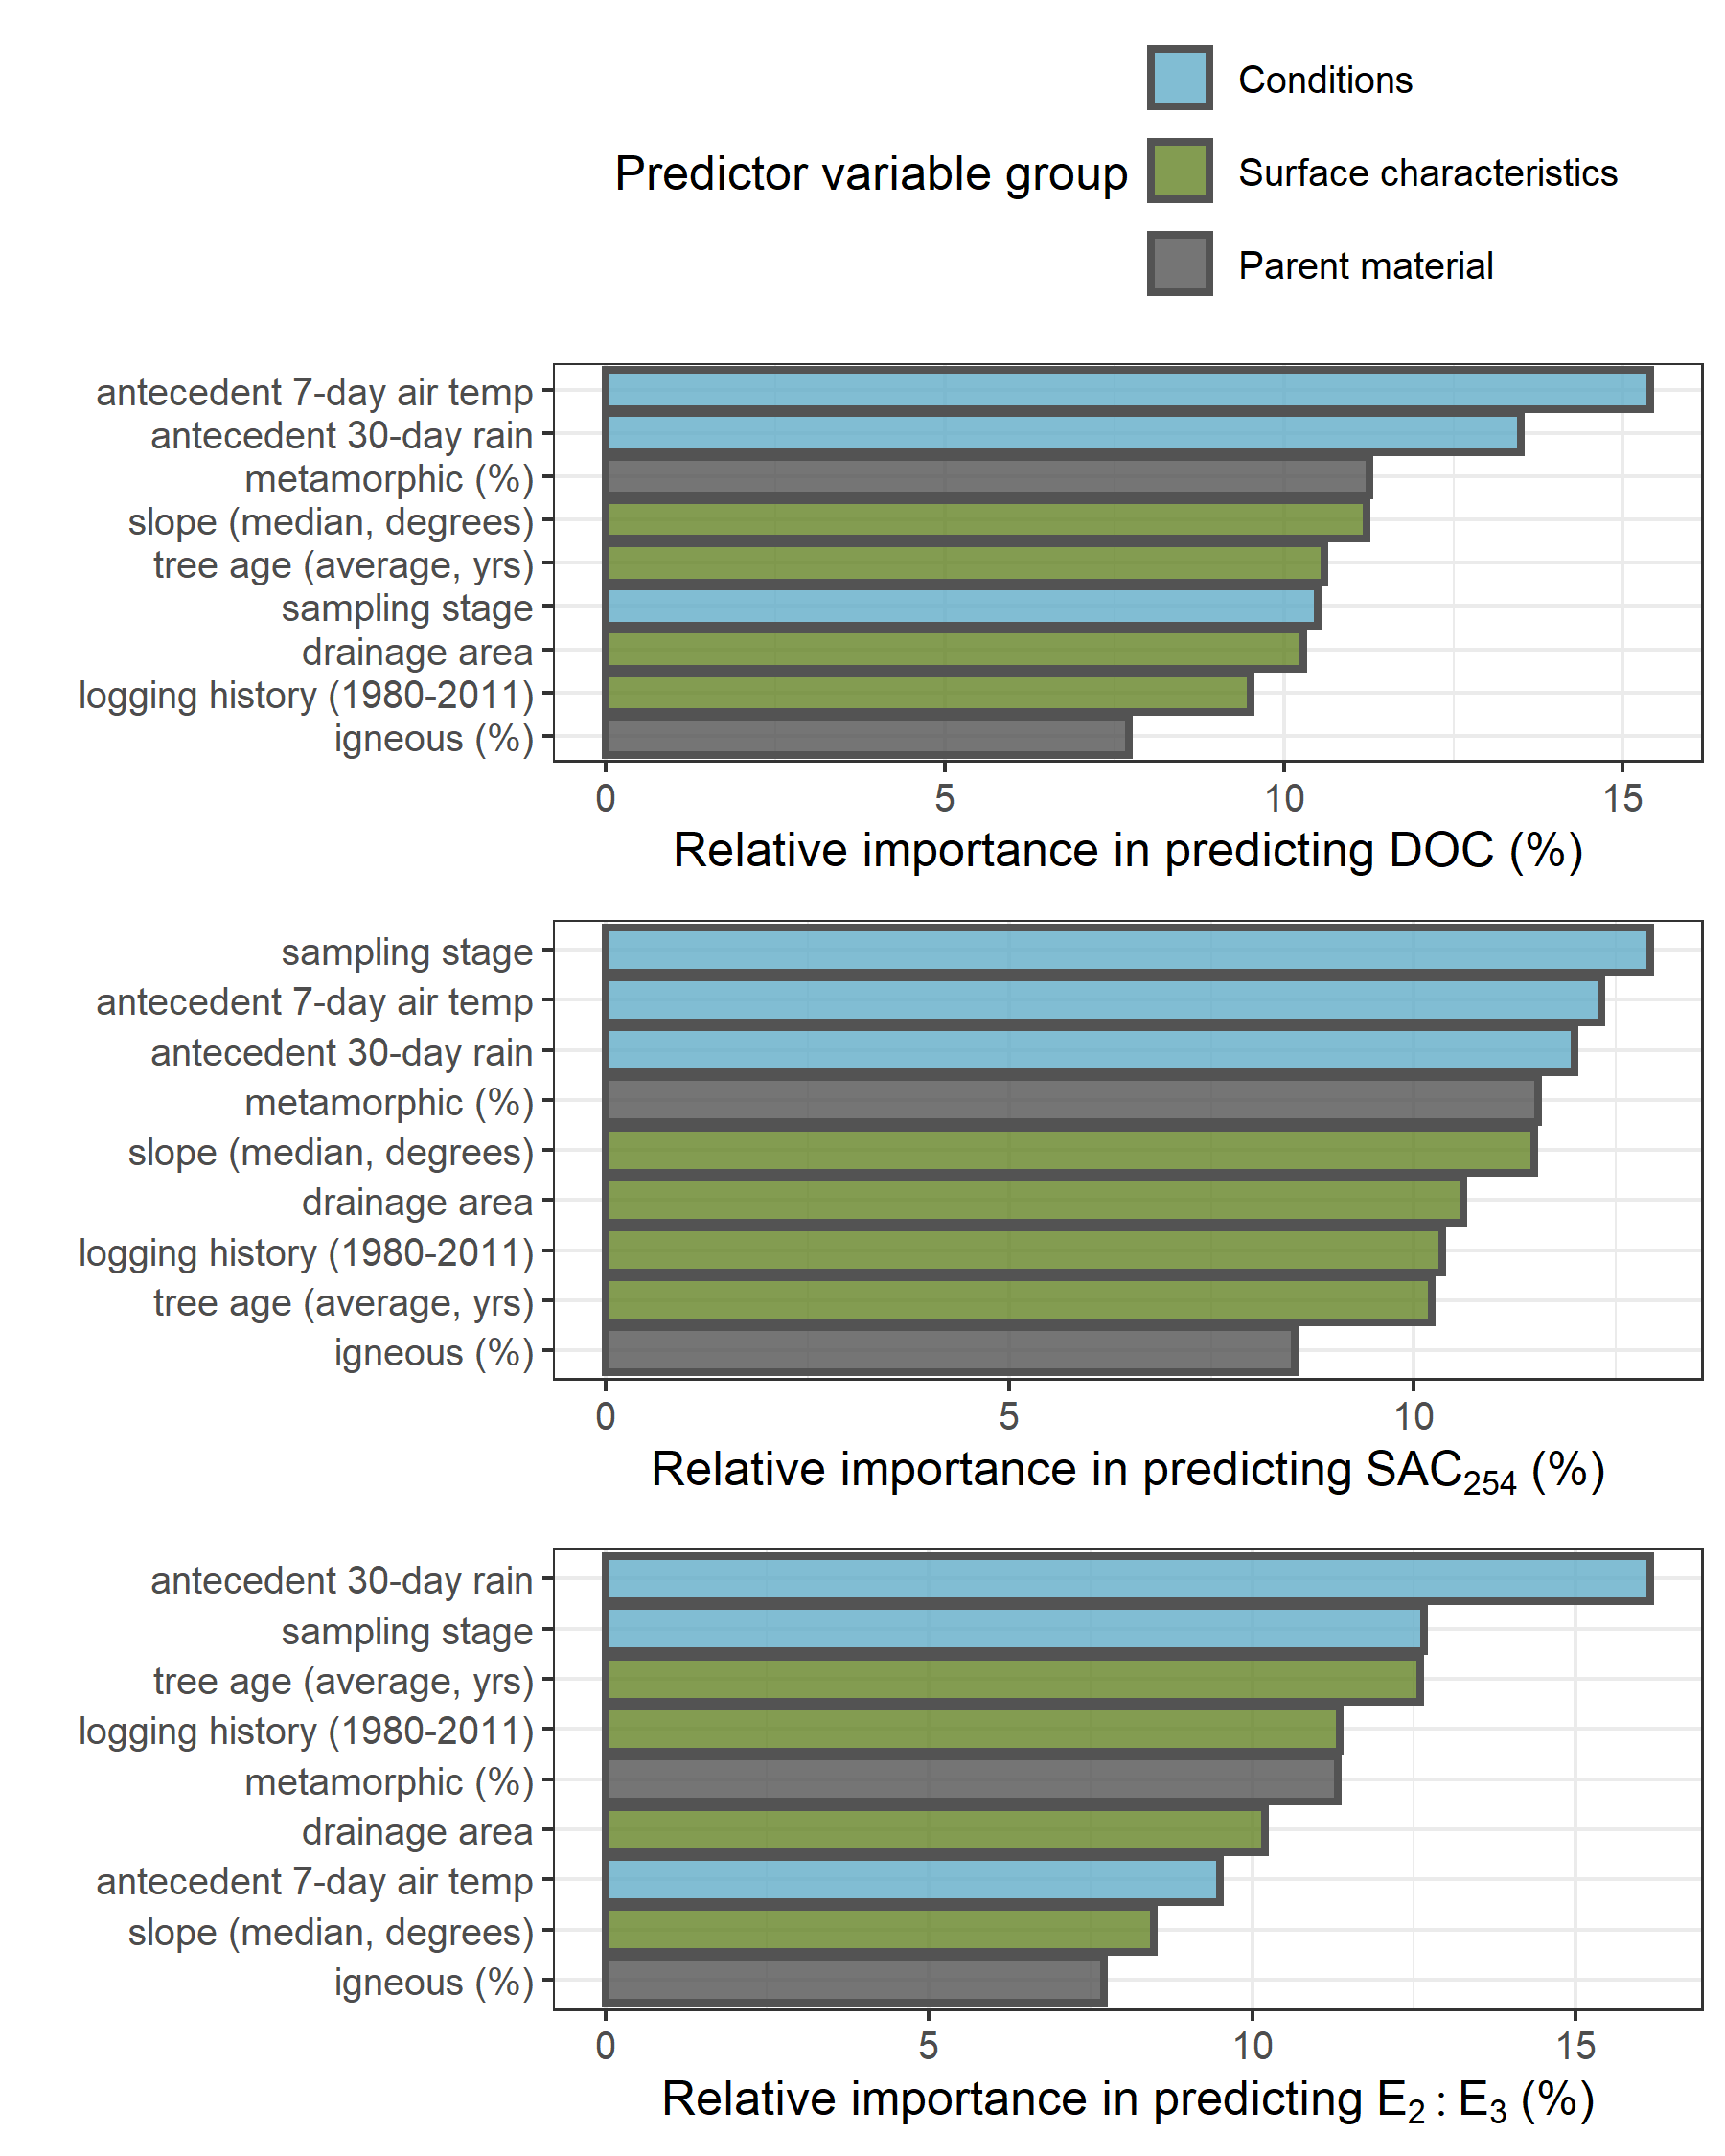 Conditions
Predictor variable group
Surface characteristics
Parent material
antecedent 7-day air temp
antecedent 30-day rain
metamorphic (%)
slope (median, degrees)
tree age (average, yrs)
sampling stage
drainage area
logging history (1980-2011)
igneous (%)
0 5 10 15
Relative importance in predicting DOC (%)
sampling stage
antecedent 7-day air temp
antecedent 30-day rain
metamorphic (%)
slope (median, degrees)
drainage area
logging history (1980-2011)
tree age (average, yrs)
igneous (%)
0 5 10
Relative importance in predicting SAC₂₅₄ (%)
antecedent 30-day rain
sampling stage
tree age (average, yrs)
logging history (1980-2011)
metamorphic (%)
drainage area
antecedent 7-day air temp
slope (median, degrees)
igneous (%)
0 5 10 15
Relative importance in predicting E₂ : E₃ (%)